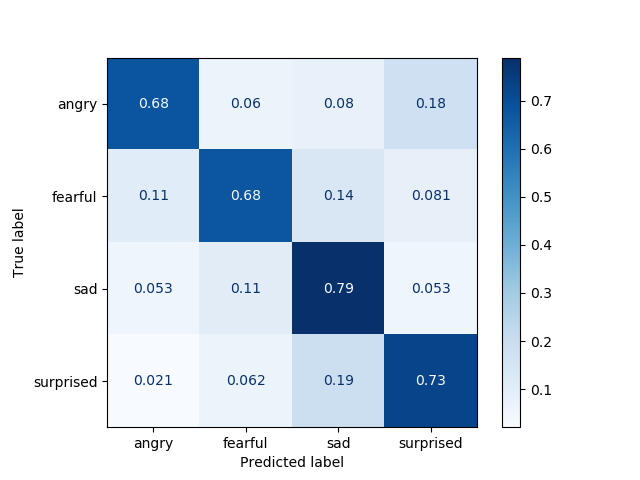 angry 0.68 0.06 0.08 0.18
fearful 0.11 0.68 0.14 0.081
sad 0.053 0.11 0.79 0.053
surprised 0.021 0.062 0.19 0.73
angry fearful sad surprised
Predicted label
True label
0.7
0.6
0.5
0.4
0.3
0.2
0.1